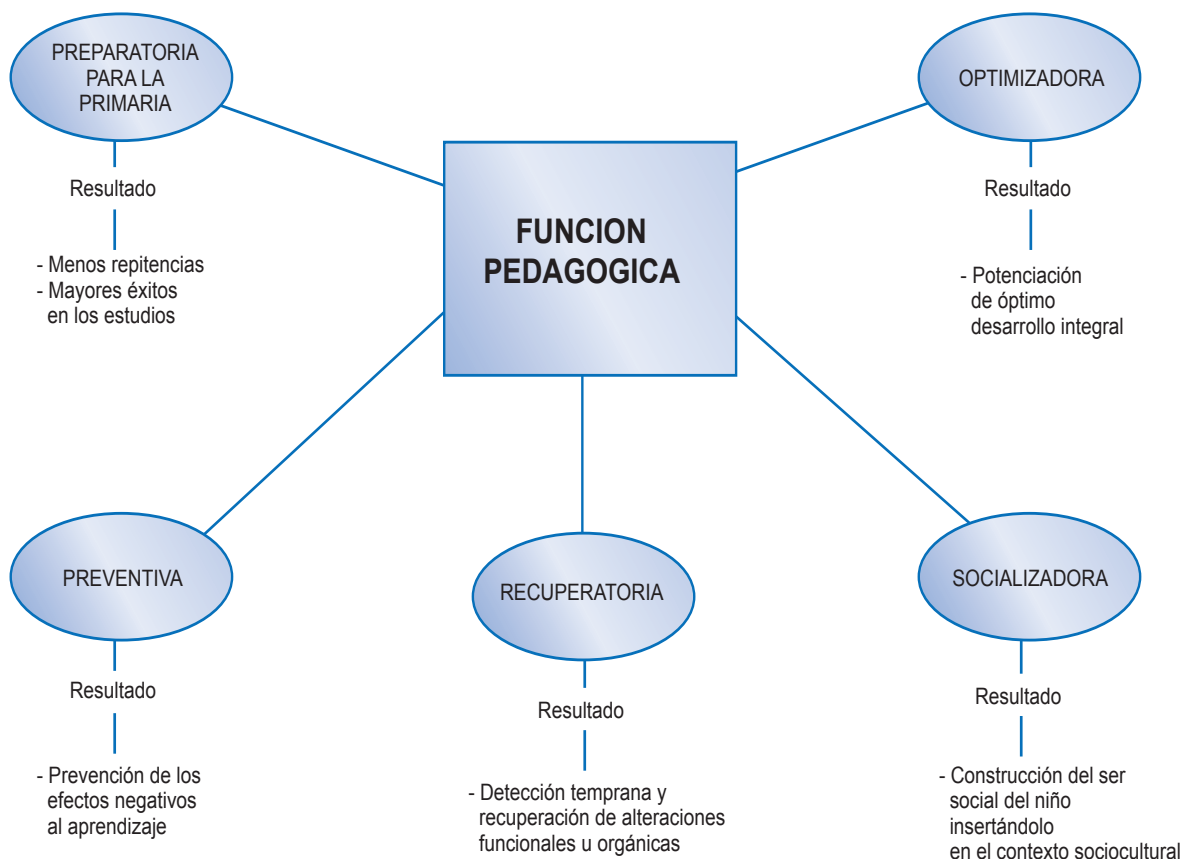 PREPARATORIA
PARA LA
PRIMARIA
Resultado
- Menos repitencias
- Mayores éxitos
en los estudios
OPTIMIZADORA
Resultado
- Potenciación
de óptimo
desarrollo integral
FUNCION
PEDAGOGICA
PREVENTIVA
Resultado
- Prevención de los
efectos negativos
al aprendizaje
RECUPERATORIA
Resultado
- Detección temprana y
recuperación de alteraciones
funcionales u orgánicas
SOCIALIZADORA
Resultado
- Construcción del ser
social del niño
insertándolo
en el contexto sociocultural